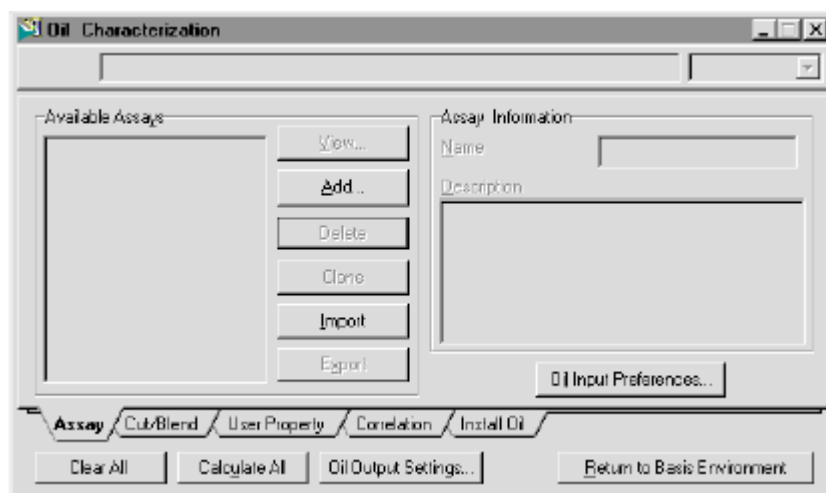 Oil Characterization
Available Assays
View...
Add...
Delete
Clone
Import
Export
Assay Information
Name
Description
Oil Input Preferences...
Assay Cut/Blend User Property Correlation Install Oil
Clear All Calculate All Oil Output Settings... Return to Basis Environment